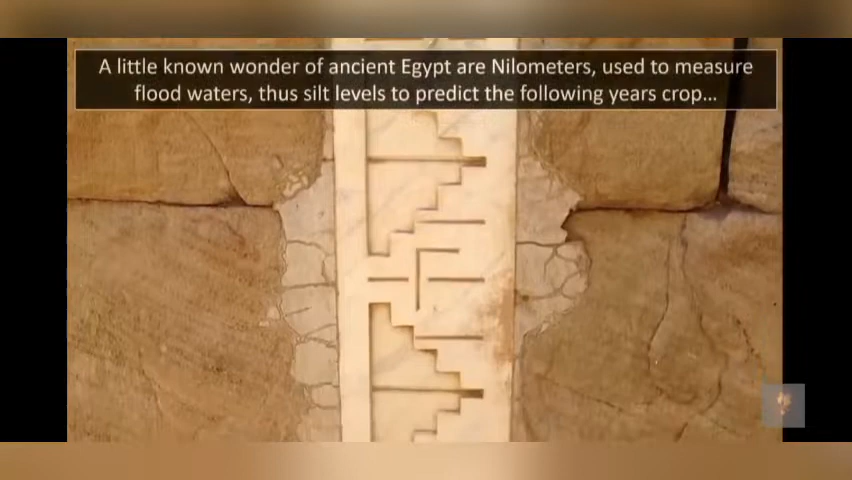 A little known wonder of ancient Egypt are Nilometers, used to measure
flood waters, thus silt levels to predict the following years crop...